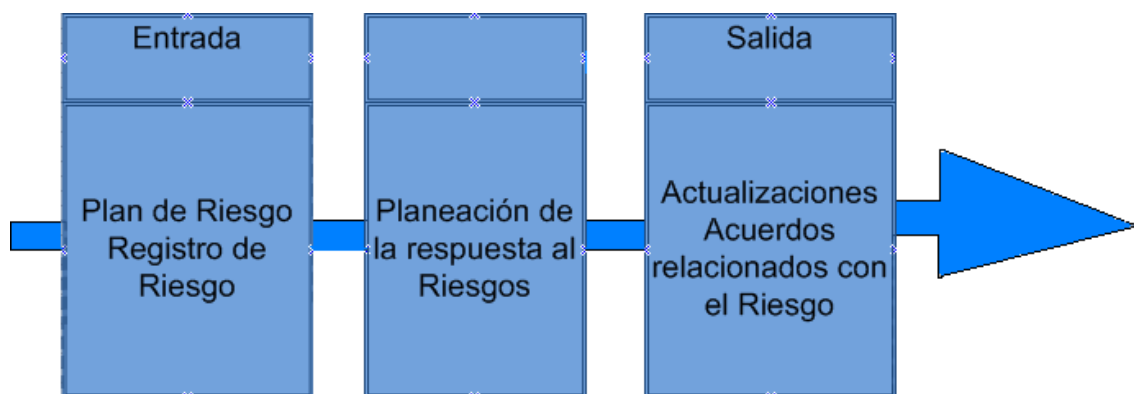 Entrada
Plan de Riesgo
Registro de
Riesgo
Planeación de
la respuesta al
Riesgos
Salida
Actualizaciones
Acuerdos
relacionados con
el Riesgo